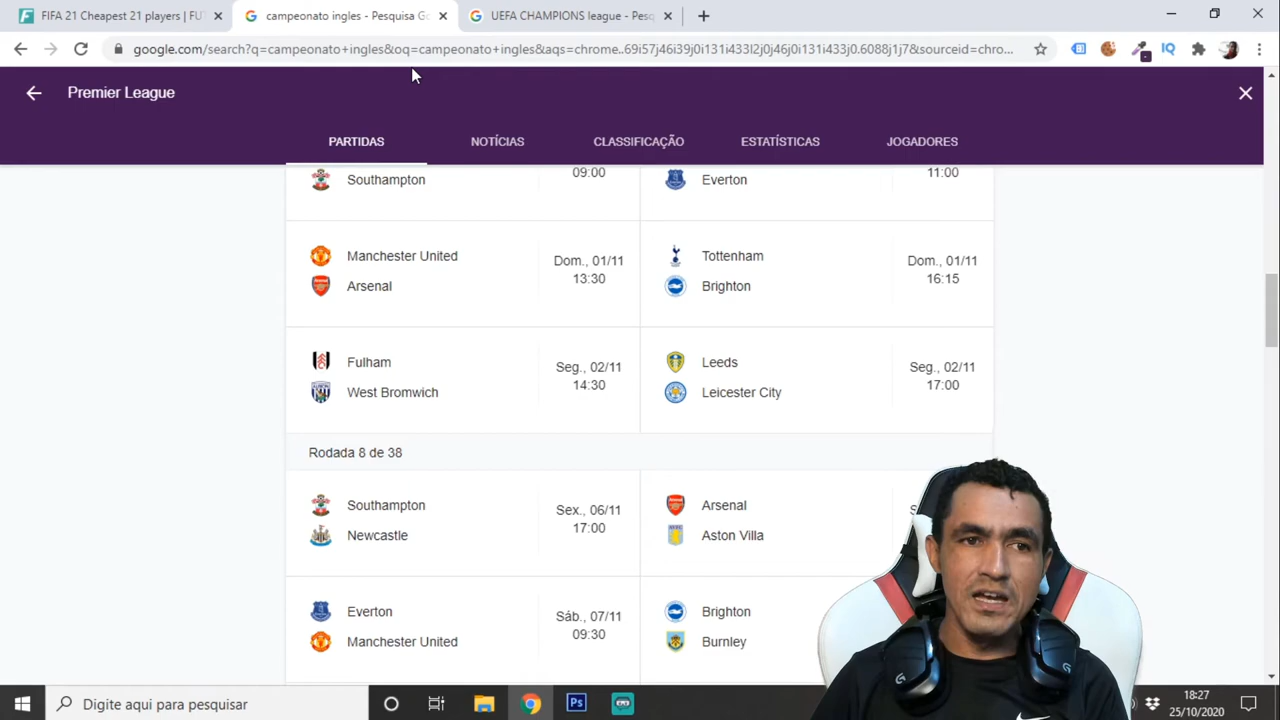 FIFA 21 Cheapest 21 players | FU
campeonato ingles - Pesquisa Go
UEFA CHAMPIONS league - Pesq
google.com/search?q=campeonato+ingles&oq=campeonato+ingles&aqs=chrome..69i57j46i39j0i131i433l2j0j46j0i131i433j0.6088j1j7&sourceid=chro...
Premier League
PARTIDAS NOTÍCIAS CLASSIFICAÇÃO ESTATÍSTICAS JOGADORES
Southampton 09:00
Everton 11:00
Manchester United
Arsenal
Dom., 01/11
13:30
Tottenham
Brighton
Dom., 01/11
16:15
Fulham
West Bromwich
Seg., 02/11
14:30
Leeds
Leicester City
Seg., 02/11
17:00
Rodada 8 de 38
Southampton
Newcastle
Sex., 06/11
17:00
Arsenal
Aston Villa
Everton
Manchester United
Sáb., 07/11
09:30
Brighton
Burnley
Digite aqui para pesquisar
18:27
25/10/2020